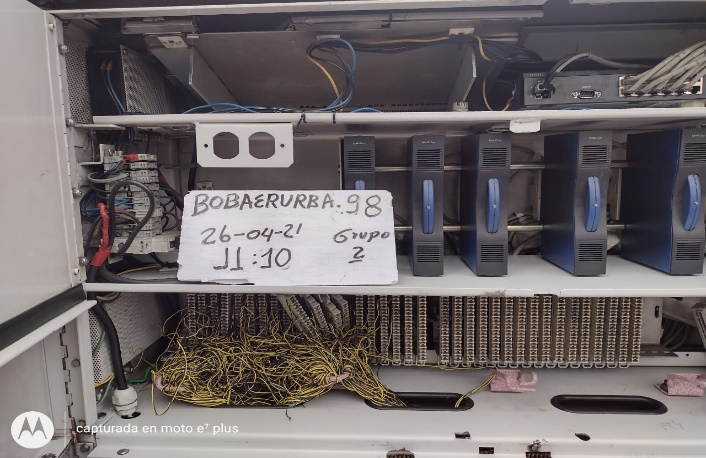 BOBAERURBA.98
26-04-21 Grupo
11:10 2
capturada en moto e⁷ plus